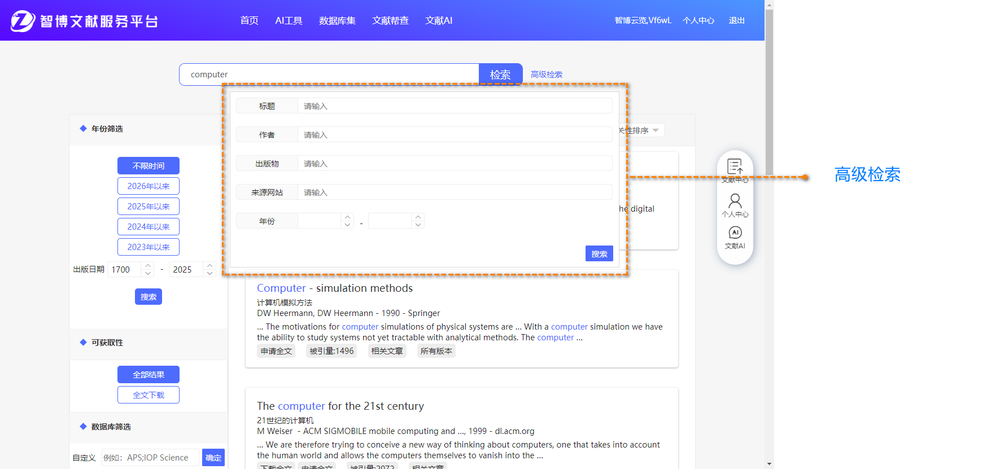 智博文献服务平台
首页 AI工具 数据库集 文献帮查 文献AI
智博云览,Vf6wL 个人中心 退出
computer 检索 高级检索
标题 请输入
作者 请输入
出版物 请输入
来源网站 请输入
年份 -
搜索
高级检索
年份筛选
不限时间
2026年以来
2025年以来
2024年以来
2023年以来
出版日期 1700 - 2025
搜索
可获取性
全部结果
全文下载
数据库筛选
自定义 例如：APS;IOP Science 确定
关性排序
he digital
Computer - simulation methods
计算机模拟方法
DW Heermann, DW Heermann - 1990 - Springer
... The motivations for computer simulations of physical systems are ... With a computer simulation we have
the ability to study systems not yet tractable with analytical methods. The computer ...
申请全文 被引量:1496 相关文章 所有版本
The computer for the 21st century
21世纪的计算机
M Weiser - ACM SIGMOBILE mobile computing and ..., 1999 - dl.acm.org
... We are therefore trying to conceive a new way of thinking about computers, one that takes into account
the human world and allows the computers themselves to vanish into the ...
下载全文 申请全文 被引量:2072 相关文章
文献中心
个人中心
文献AI